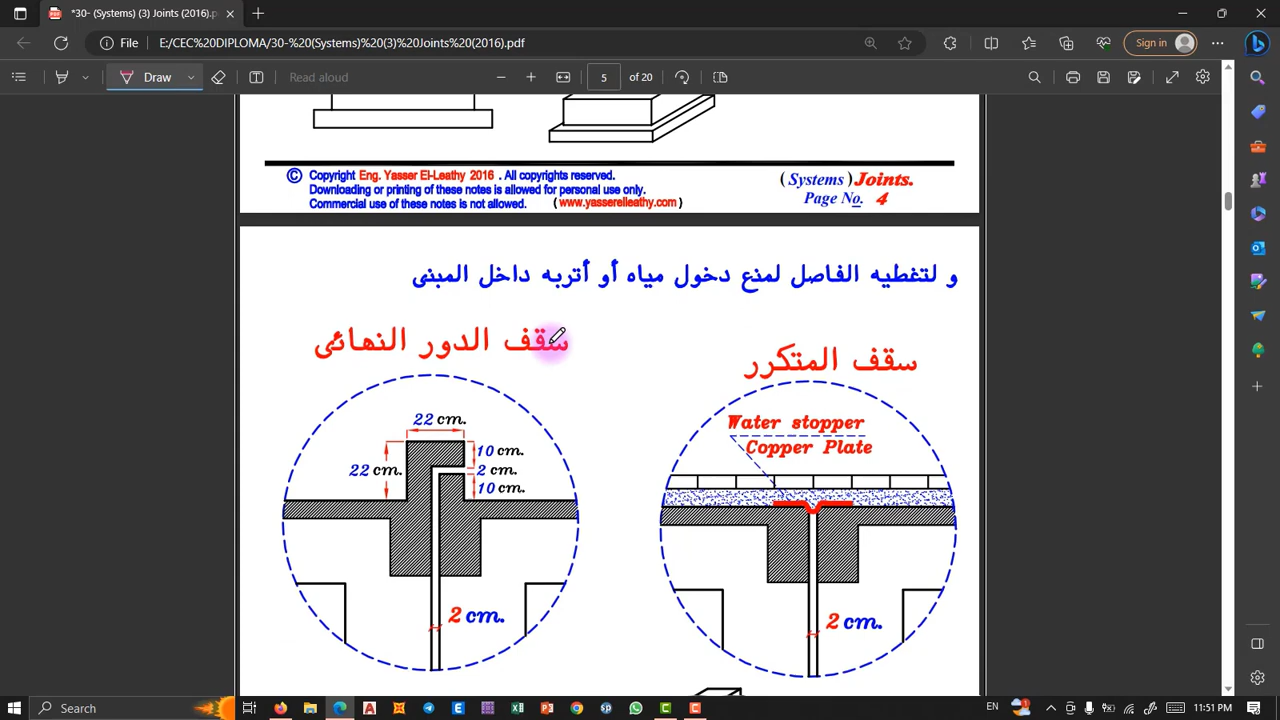 *30- (Systems) (3) Joints (2016).p
File
E:/CEC%20DIPLOMA/30-%20(Systems)%20(3)%20Joints%20(2016).pdf
Sign in
Draw
Read aloud
5
of 20
© Copyright Eng. Yasser El-Leathy 2016 . All copyrights reserved.
Downloading or printing of these notes is allowed for personal use only.
Commercial use of these notes is not allowed. ( www.yasserelleathy.com )
( Systems ) Joints.
Page No. 4
و لتغطيه الفاصل لمنع دخول مياه أو أتربه داخل المبنى
سقف الدور النهائى
سقف المتكرر
22 cm.
10 cm.
22 cm.
2 cm.
10 cm.
2 cm.
Water stopper
Copper Plate
2 cm.
Search
EN
11:51 PM